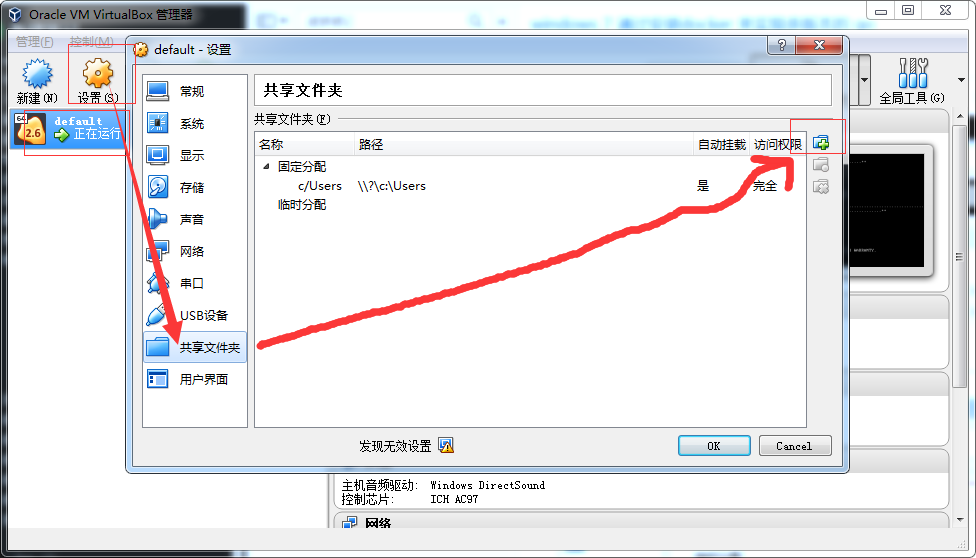 Oracle VM VirtualBox 管理器
管理(F) 控制(M)
新建(N) 设置(S) 全局工具(G)
64
2.6
default
正在运行
default - 设置
常规
系统
显示
存储
声音
网络
串口
USB设备
共享文件夹
用户界面
共享文件夹
共享文件夹(F)
名称 路径 自动挂载 访问权限
固定分配
c/Users \\?\c:\Users 是 完全
临时分配
发现无效设置
OK Cancel
主机音频驱动: Windows DirectSound
控制芯片: ICH AC97
网络